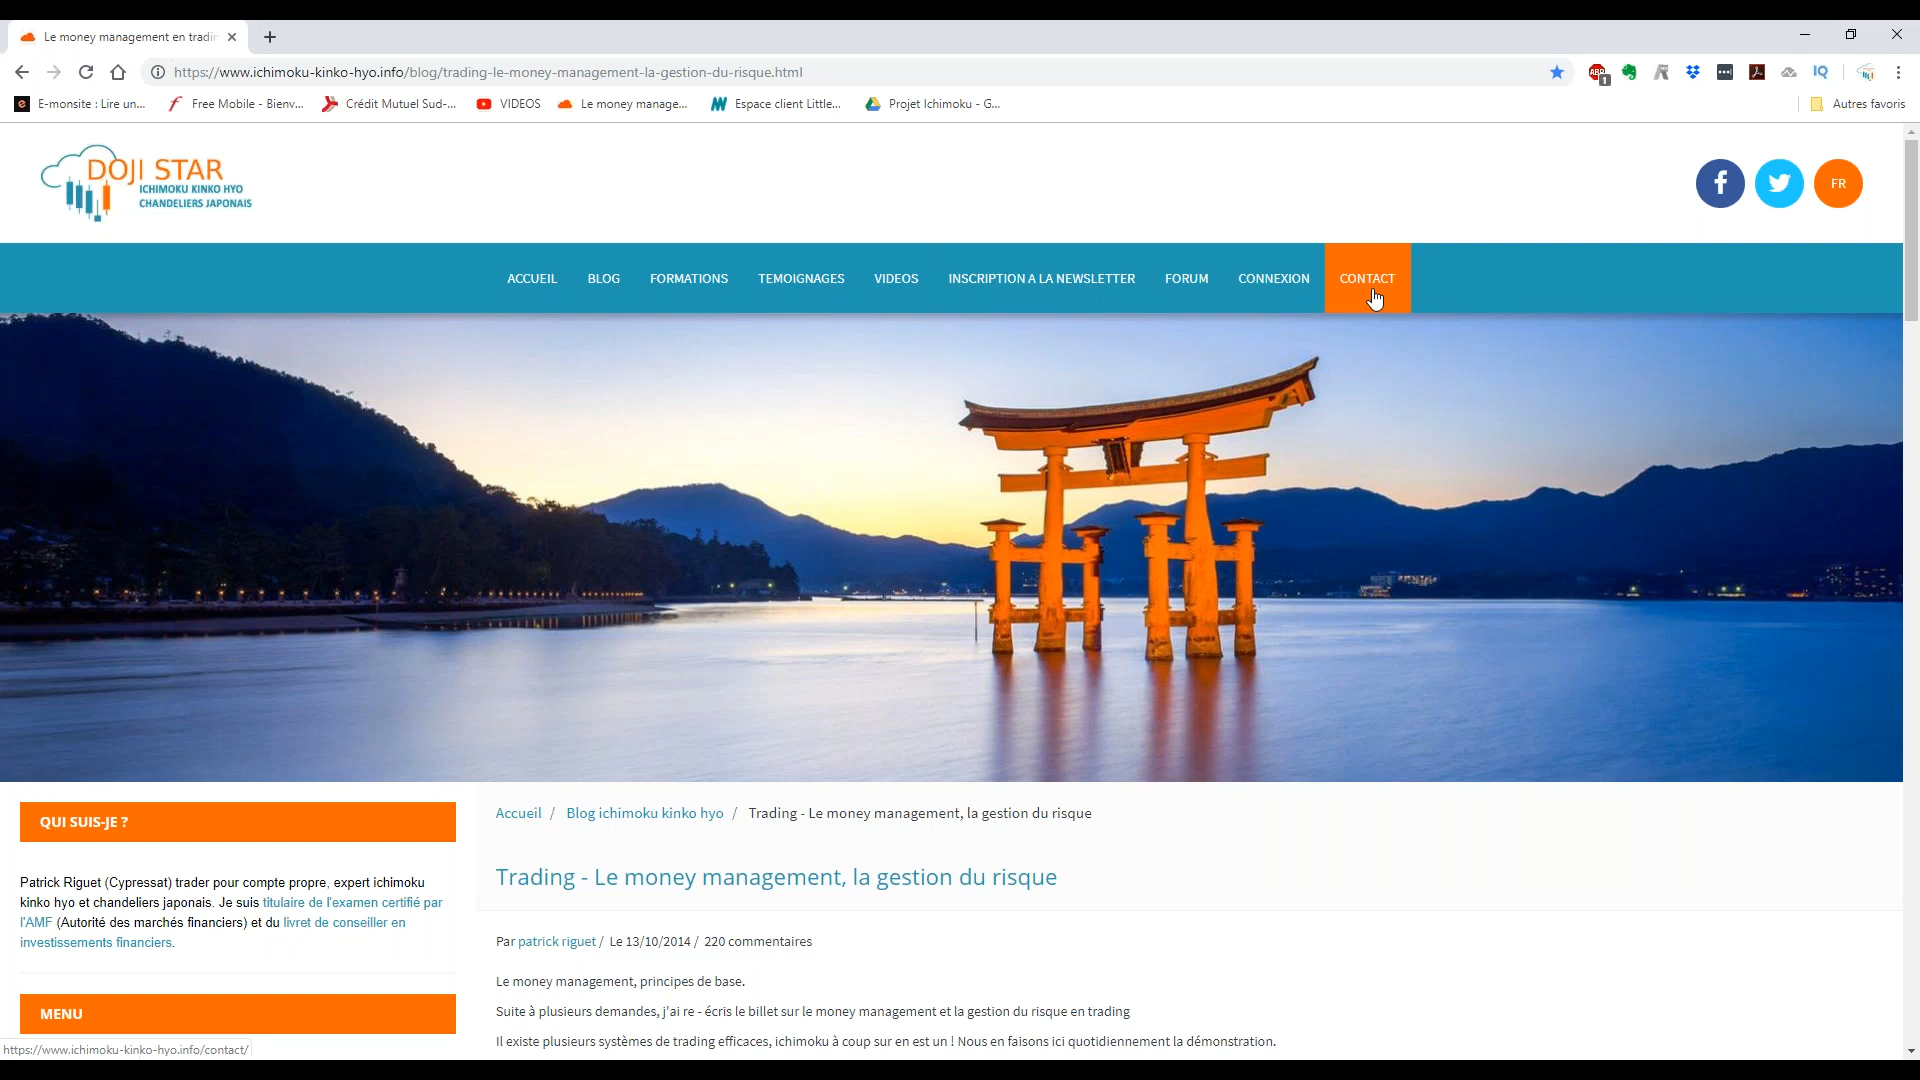 Le money management en tradin
https://www.ichimoku-kinko-hyo.info/blog/trading-le-money-management-la-gestion-du-risque.html
ABP
1
IQ
E-monsite : Lire un...
Free Mobile - Bienv...
Crédit Mutuel Sud-...
VIDEOS
Le money manage...
Espace client Little...
Projet Ichimoku - G...
Autres favoris
DOJI STAR
ICHIMOKU KINKO HYO
CHANDELIERS JAPONAIS
FR
ACCUEIL
BLOG
FORMATIONS
TEMOIGNAGES
VIDEOS
INSCRIPTION A LA NEWSLETTER
FORUM
CONNEXION
CONTACT
QUI SUIS-JE ?
Patrick Riguet (Cypressat) trader pour compte propre, expert ichimoku
kinko hyo et chandeliers japonais. Je suis titulaire de l'examen certifié par
l'AMF (Autorité des marchés financiers) et du livret de conseiller en
investissements financiers.
MENU
https://www.ichimoku-kinko-hyo.info/contact/
Accueil / Blog ichimoku kinko hyo / Trading - Le money management, la gestion du risque
Trading - Le money management, la gestion du risque
Par patrick riguet / Le 13/10/2014 / 220 commentaires
Le money management, principes de base.
Suite à plusieurs demandes, j'ai re - écris le billet sur le money management et la gestion du risque en trading
Il existe plusieurs systèmes de trading efficaces, ichimoku à coup sur en est un ! Nous en faisons ici quotidiennement la démonstration.